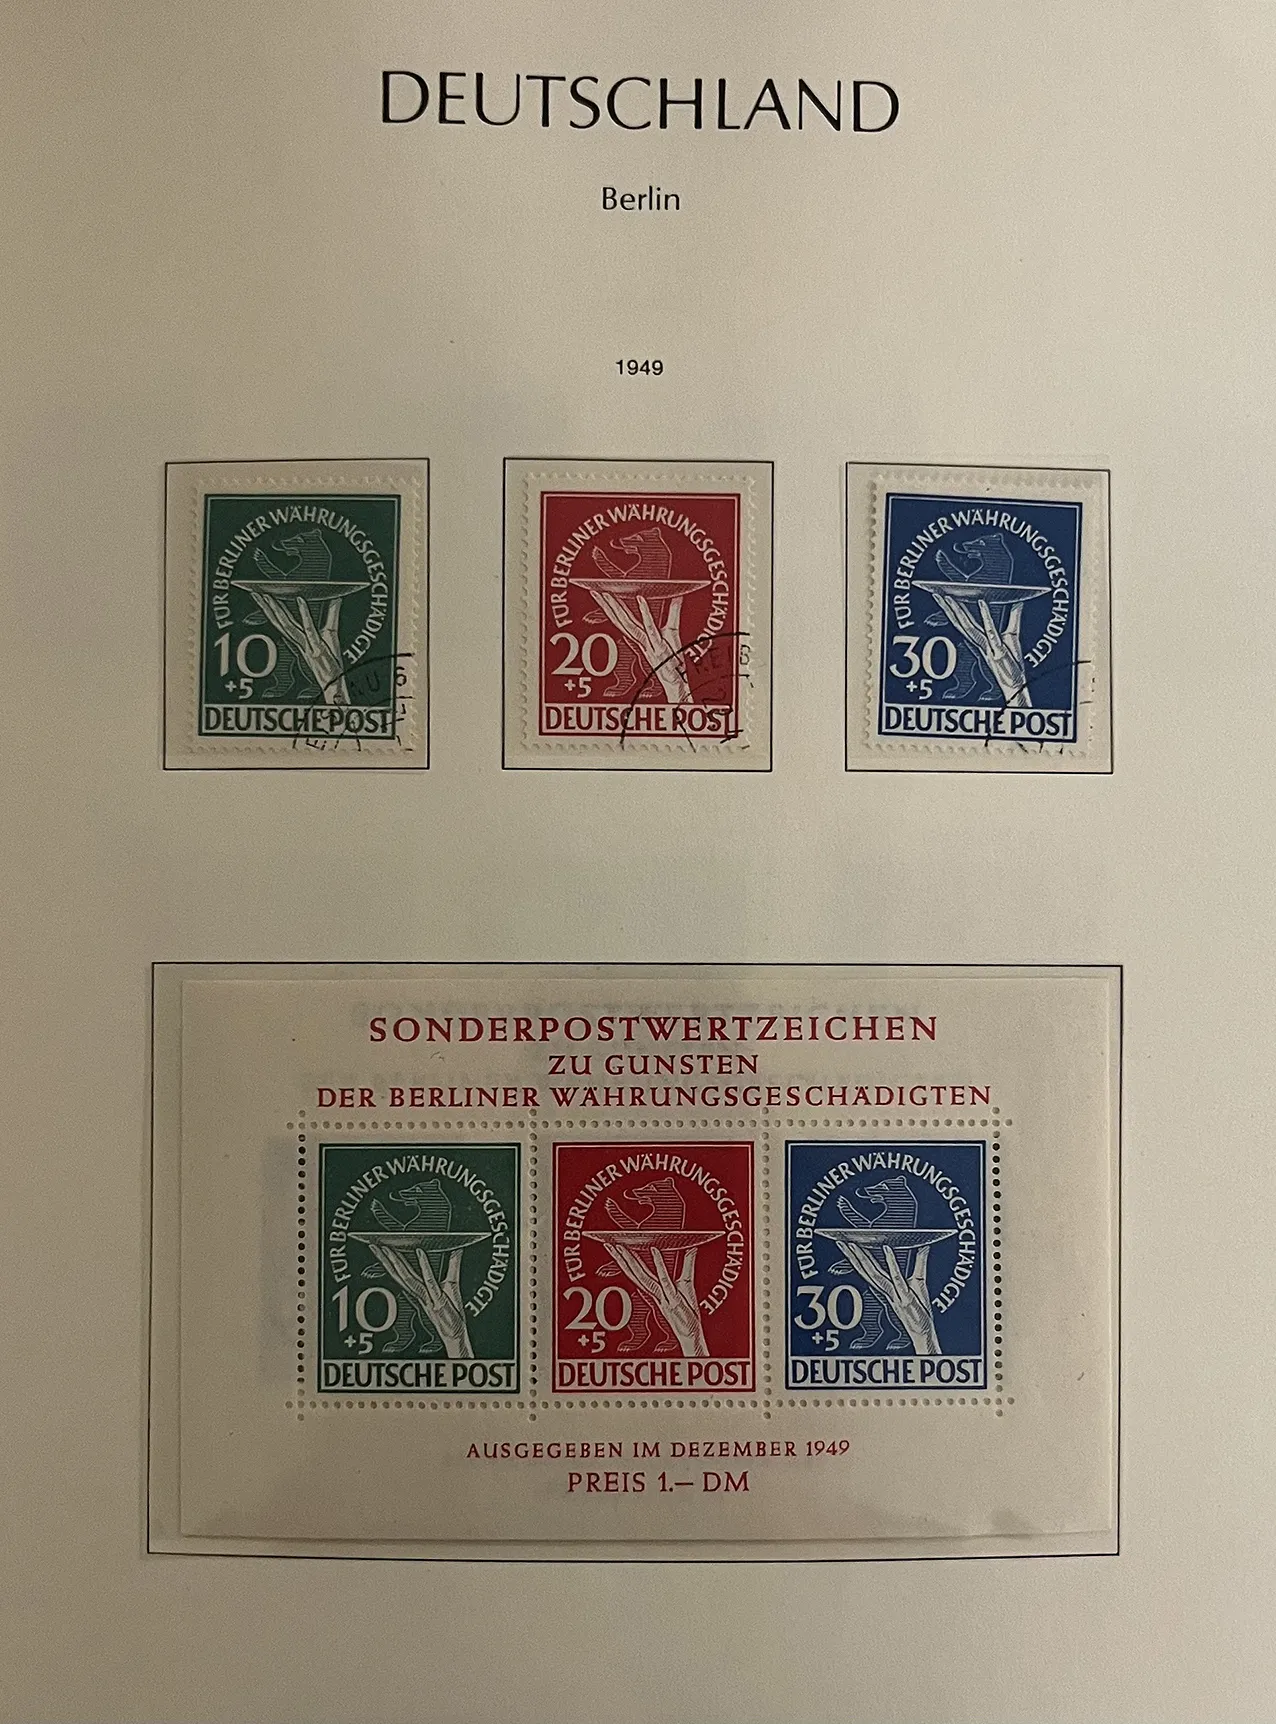 DEUTSCHLAND
Berlin
1949
FÜR BERLINER WÄHRUNGSGESCHÄDIGTE
10
+5
DEUTSCHE POST
FÜR BERLINER WÄHRUNGSGESCHÄDIGTE
20
+5
DEUTSCHE POST
FÜR BERLINER WÄHRUNGSGESCHÄDIGTE
30
+5
DEUTSCHE POST
SONDERPOSTWERTZEICHEN
ZU GUNSTEN
DER BERLINER WÄHRUNGSGESCHÄDIGTEN
FÜR BERLINER WÄHRUNGSGESCHÄDIGTE
10
+5
DEUTSCHE POST
FÜR BERLINER WÄHRUNGSGESCHÄDIGTE
20
+5
DEUTSCHE POST
FÜR BERLINER WÄHRUNGSGESCHÄDIGTE
30
+5
DEUTSCHE POST
AUSGEGEBEN IM DEZEMBER 1949
PREIS 1.— DM